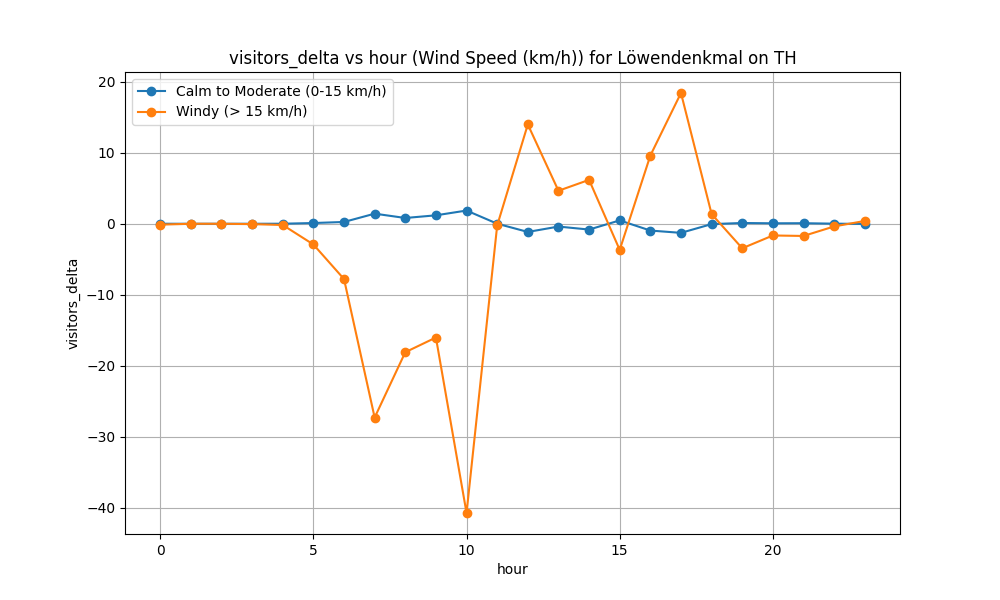 visitors_delta vs hour (Wind Speed (km/h)) for Löwendenkmal on TH
Calm to Moderate (0-15 km/h)
Windy (> 15 km/h)
visitors_delta
20
10
0
−10
−20
−30
−40
0 5 10 15 20
hour